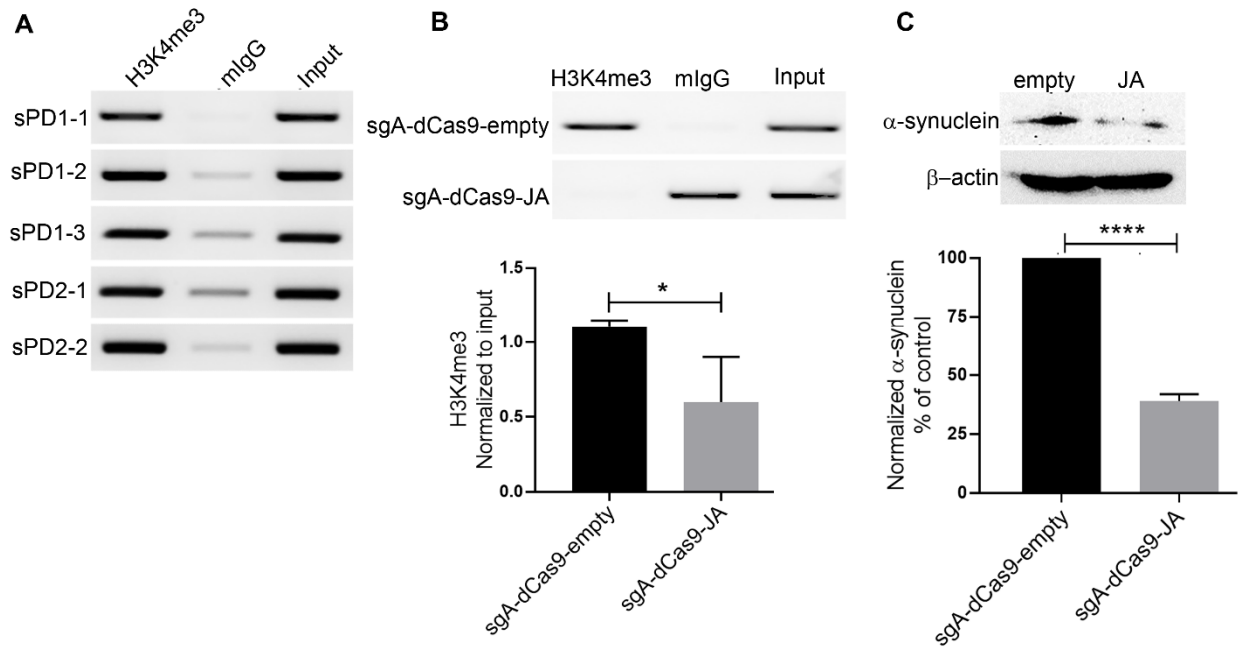 A
H3K4me3
mIgG
Input
sPD1-1
sPD1-2
sPD1-3
sPD2-1
sPD2-2
B
H3K4me3 mIgG Input
sgA-dCas9-empty
sgA-dCas9-JA
1.5
1.0
0.5
0.0
H3K4me3
Normalized to input
*
sgA-dCas9-empty
sgA-dCas9-JA
C
empty JA
α-synuclein
β-actin
100
75
50
25
0
Normalized α-synuclein
% of control
****
sgA-dCas9-empty
sgA-dCas9-JA